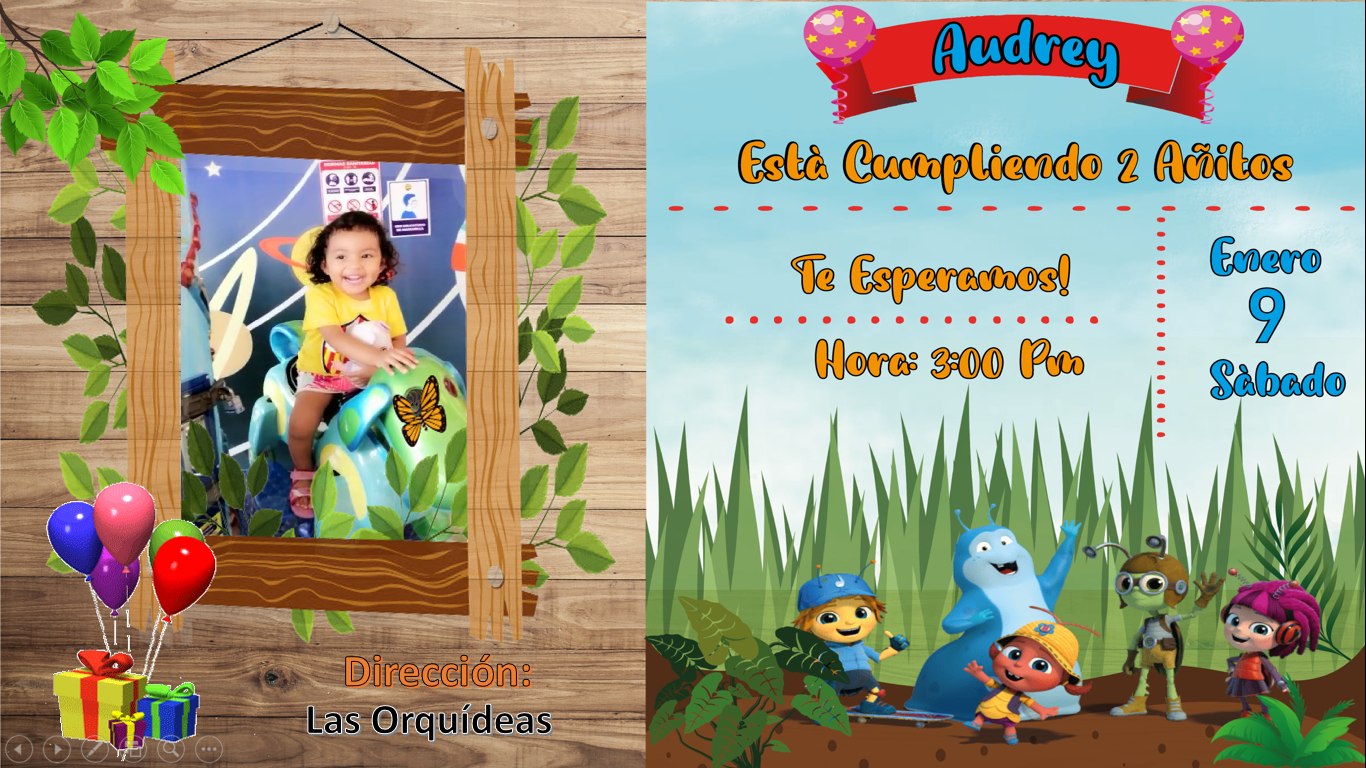 Audrey
Està Cumpliendo 2 Añitos
Te Esperamos!
Hora: 3:00 Pm
Enero
9
Sàbado
Dirección:
Las Orquídeas